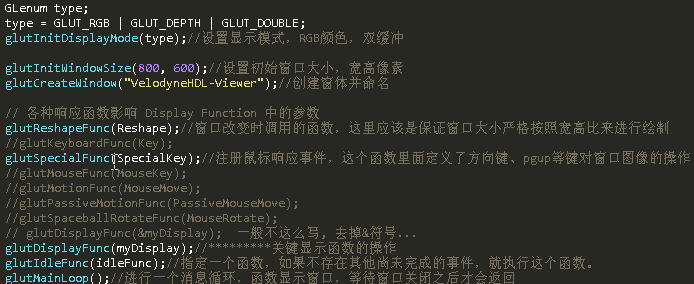 GLenum type;
type = GLUT_RGB | GLUT_DEPTH | GLUT_DOUBLE;
glutInitDisplayMode(type);//设置显示模式，RGB颜色，双缓冲
glutInitWindowSize(800, 600);//设置初始窗口大小，宽高像素
glutCreateWindow("VelodyneHDL-Viewer");//创建窗体并命名
// 各种响应函数影响 Display Function 中的参数
glutReshapeFunc(Reshape);//窗口改变时调用的函数，这里应该是保证窗口大小严格按照宽高比来进行绘制
//glutKeyboardFunc(Key);
glutSpecialFunc(SpecialKey);//注册鼠标响应事件，这个函数里面定义了方向键、pgup等键对窗口图像的操作
//glutMouseFunc(MouseKey);
//glutMotionFunc(MouseMove);
//glutPassiveMotionFunc(PassiveMouseMove);
//glutSpaceballRotateFunc(MouseRotate);
// glutDisplayFunc(&myDisplay);  一般不这么写，去掉&符号...
glutDisplayFunc(myDisplay);//*********关键显示函数的操作
glutIdleFunc(idleFunc);//指定一个函数，如果不存在其他尚未完成的事件，就执行这个函数。
glutMainLoop();//进行一个消息循环，函数显示窗口，等待窗口关闭之后才会返回